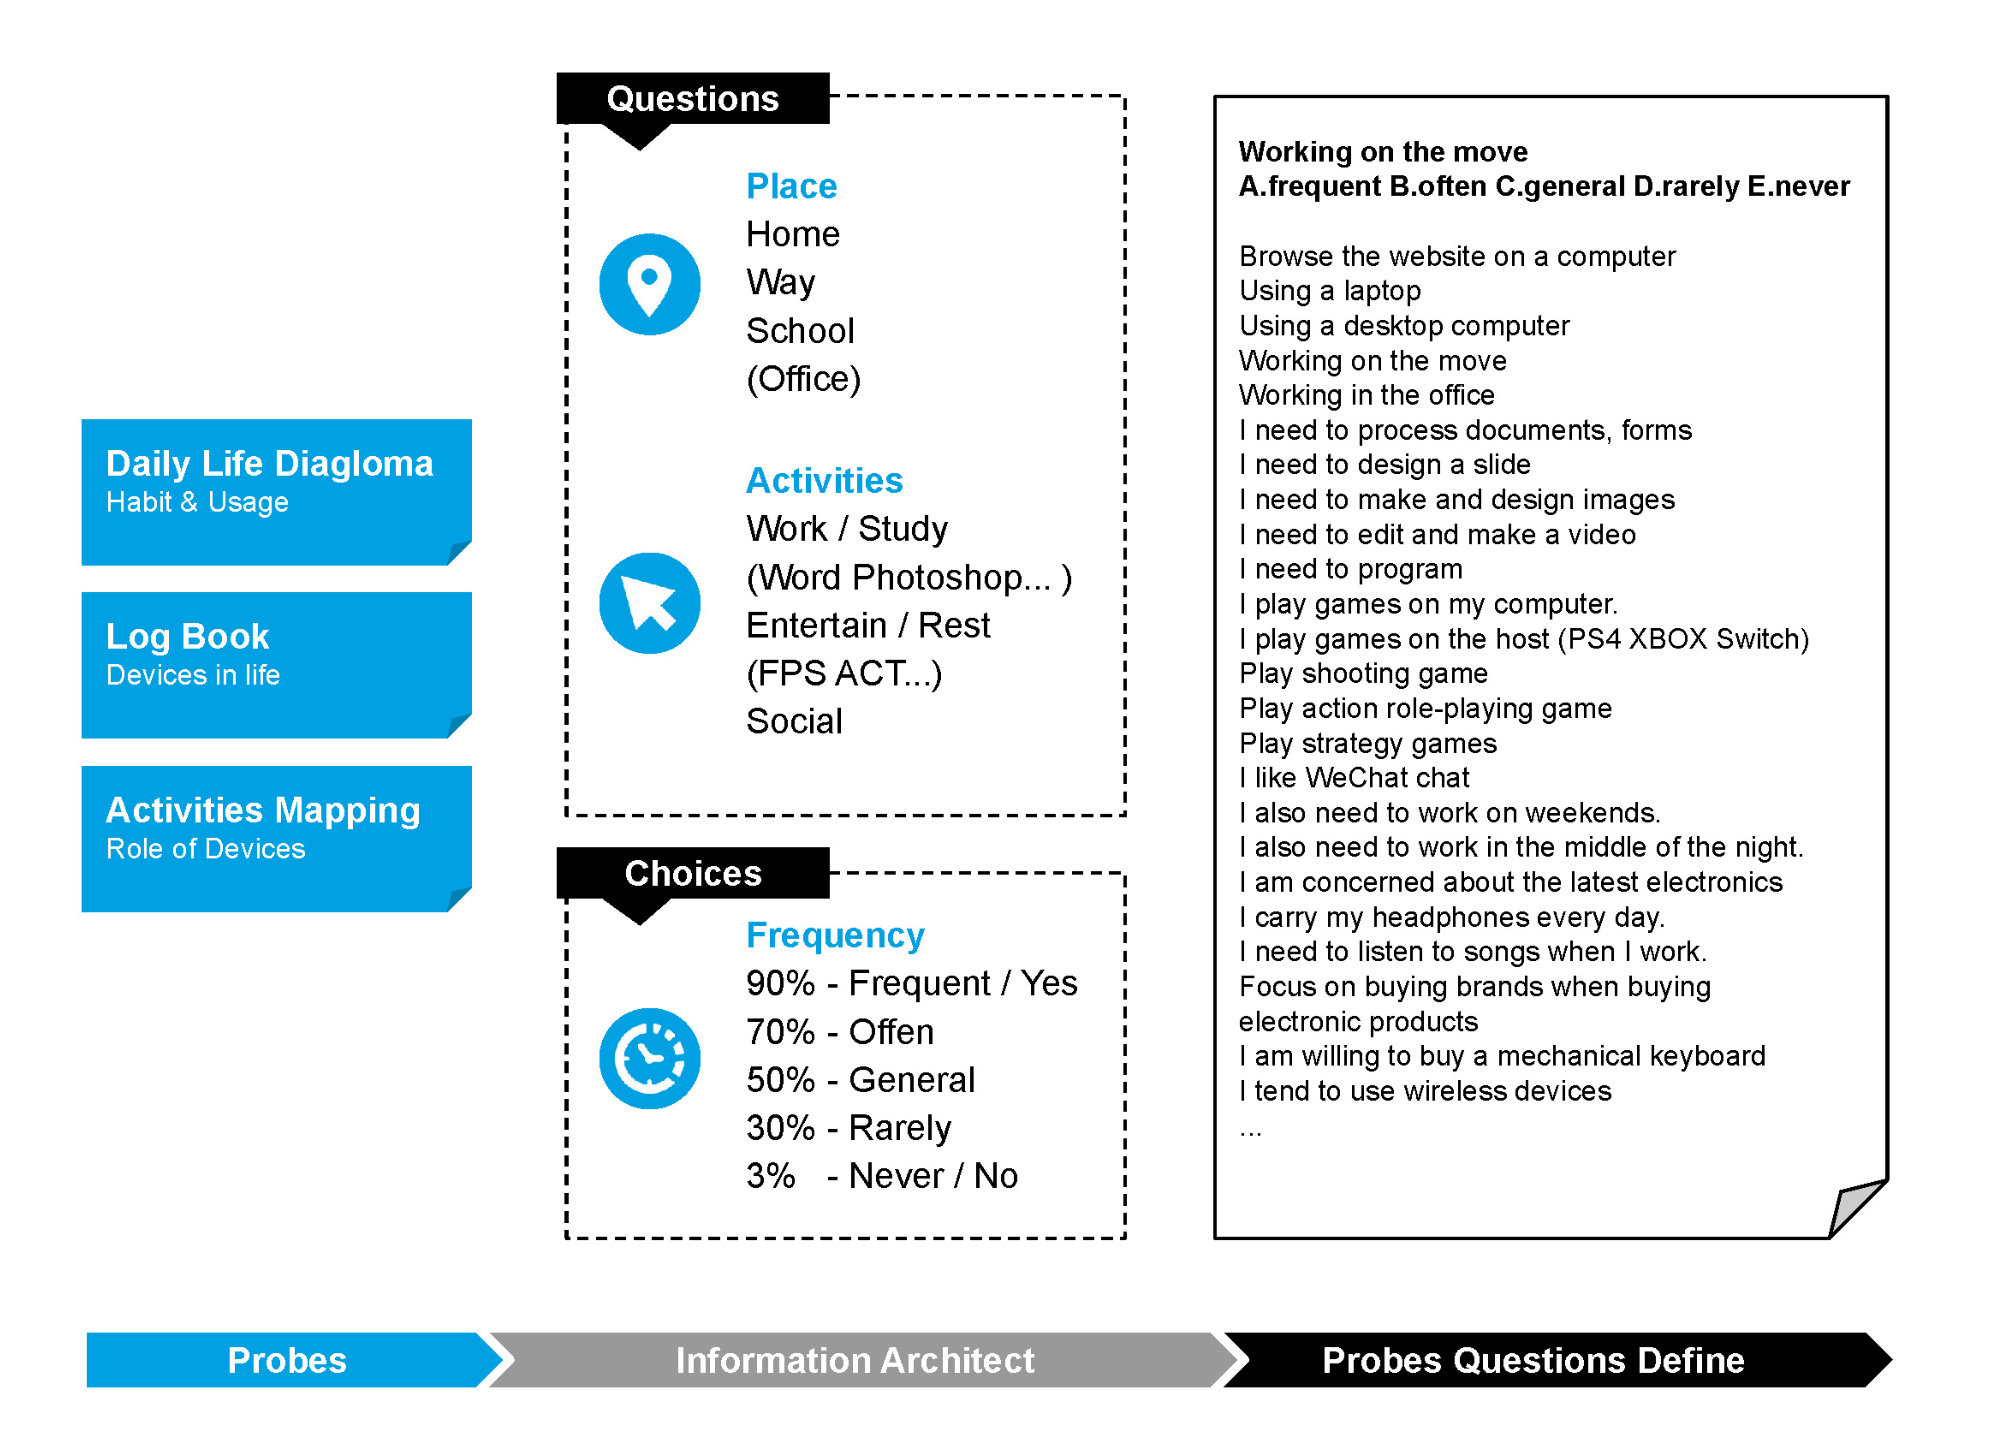 Daily Life Diagloma
Habit & Usage
Log Book
Devices in life
Activities Mapping
Role of Devices
Questions
Place
Home
Way
School
(Office)
Activities
Work / Study
(Word Photoshop... )
Entertain / Rest
(FPS ACT...)
Social
Choices
Frequency
90% - Frequent / Yes
70% - Offen
50% - General
30% - Rarely
3% - Never / No
Working on the move
A.frequent B.often C.general D.rarely E.never
Browse the website on a computer
Using a laptop
Using a desktop computer
Working on the move
Working in the office
I need to process documents, forms
I need to design a slide
I need to make and design images
I need to edit and make a video
I need to program
I play games on my computer.
I play games on the host (PS4 XBOX Switch)
Play shooting game
Play action role-playing game
Play strategy games
I like WeChat chat
I also need to work on weekends.
I also need to work in the middle of the night.
I am concerned about the latest electronics
I carry my headphones every day.
I need to listen to songs when I work.
Focus on buying brands when buying
electronic products
I am willing to buy a mechanical keyboard
I tend to use wireless devices
...
Probes
Information Architect
Probes Questions Define